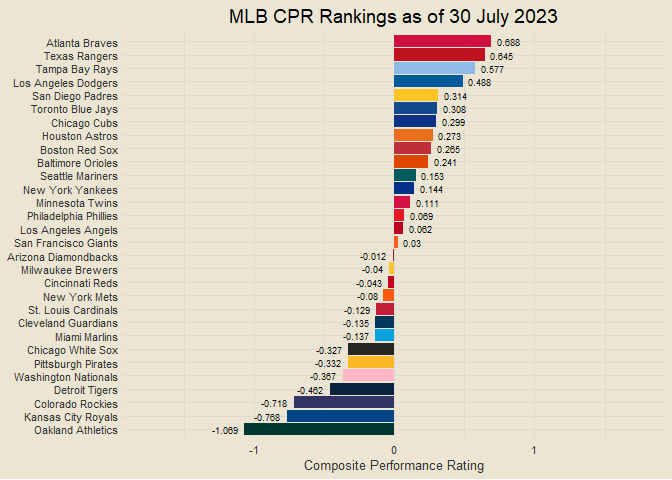 MLB CPR Rankings as of 30 July 2023
Atlanta Braves 0.688
Texas Rangers 0.645
Tampa Bay Rays 0.577
Los Angeles Dodgers 0.488
San Diego Padres 0.314
Toronto Blue Jays 0.308
Chicago Cubs 0.299
Houston Astros 0.273
Boston Red Sox 0.265
Baltimore Orioles 0.241
Seattle Mariners 0.153
New York Yankees 0.144
Minnesota Twins 0.111
Philadelphia Phillies 0.069
Los Angeles Angels 0.062
San Francisco Giants 0.03
Arizona Diamondbacks -0.012
Milwaukee Brewers -0.04
Cincinnati Reds -0.043
New York Mets -0.08
St. Louis Cardinals -0.129
Cleveland Guardians -0.135
Miami Marlins -0.137
Chicago White Sox -0.327
Pittsburgh Pirates -0.332
Washington Nationals -0.367
Detroit Tigers -0.462
Colorado Rockies -0.718
Kansas City Royals -0.768
Oakland Athletics -1.069
-1 0 1
Composite Performance Rating